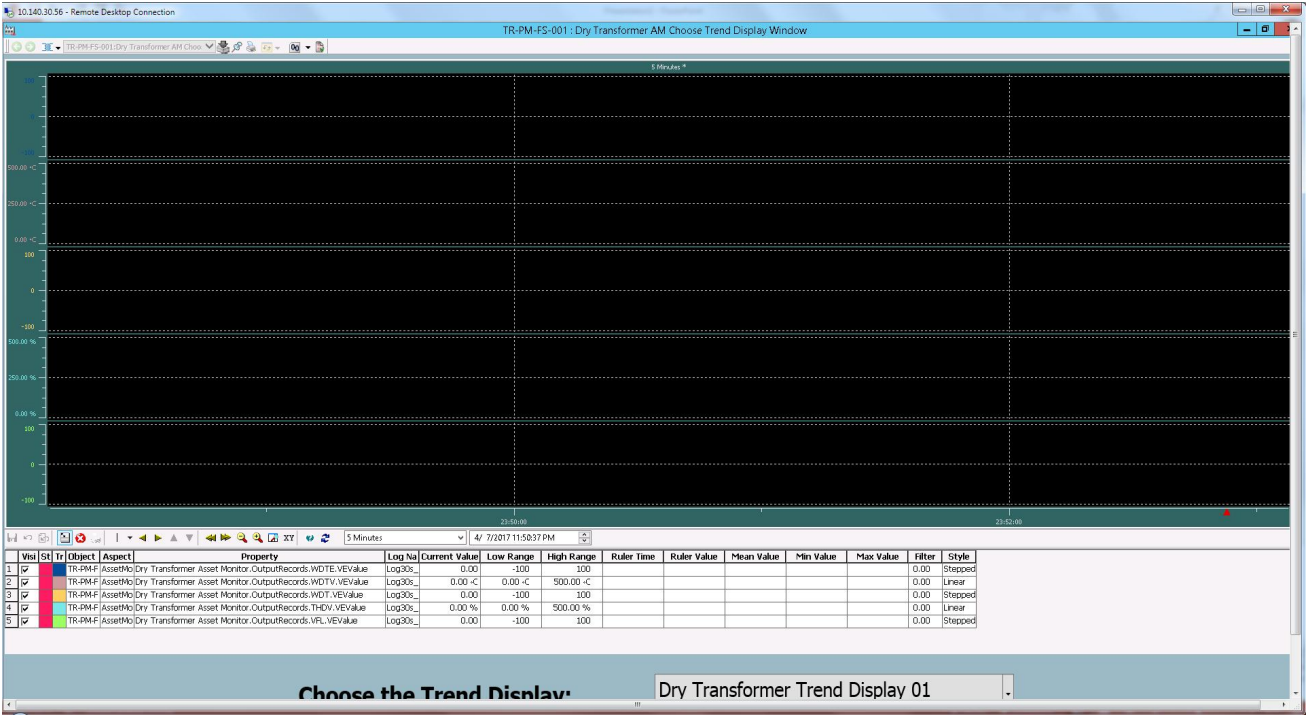 10.140.30.56 - Remote Desktop Connection
TR-PM-FS-001 : Dry Transformer AM Choose Trend Display Window
TR-PM-FS-001:Dry Transformer AM Choo
5 Minutes *
100
0
-100
500.00 °C
250.00 °C
0.00 °C
100
0
-100
500.00 %
250.00 %
0.00 %
100
0
-100
23:50:00 23:52:00
XY 5 Minutes 4/ 7/2017 11:50:37 PM
Visi St Tr Object Aspect Property Log Na Current Value Low Range High Range Ruler Time Ruler Value Mean Value Min Value Max Value Filter Style
1 TR-PM-F AssetMo Dry Transformer Asset Monitor.OutputRecords.WDTE.VEValue Log30s_ 0.00 -100 100 0.00 Stepped
2 TR-PM-F AssetMo Dry Transformer Asset Monitor.OutputRecords.WDTV.VEValue Log30s_ 0.00 °C 0.00 °C 500.00 °C 0.00 Linear
3 TR-PM-F AssetMo Dry Transformer Asset Monitor.OutputRecords.WDT.VEValue Log30s_ 0.00 -100 100 0.00 Stepped
4 TR-PM-F AssetMo Dry Transformer Asset Monitor.OutputRecords.THDV.VEValue Log30s_ 0.00 % 0.00 % 500.00 % 0.00 Linear
5 TR-PM-F AssetMo Dry Transformer Asset Monitor.OutputRecords.VFL.VEValue Log30s_ 0.00 -100 100 0.00 Stepped
Choose the Trend Display: Dry Transformer Trend Display 01